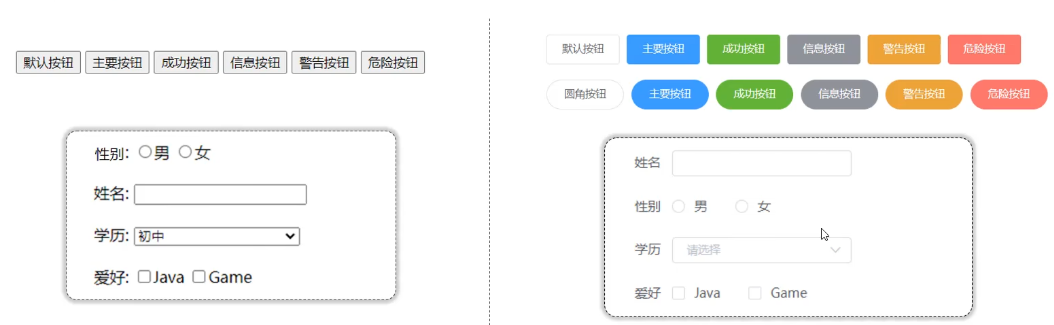 默认按钮 主要按钮 成功按钮 信息按钮 警告按钮 危险按钮
性别: 男 女
姓名:
学历: 初中
爱好: Java Game
默认按钮 主要按钮 成功按钮 信息按钮 警告按钮 危险按钮
圆角按钮 主要按钮 成功按钮 信息按钮 警告按钮 危险按钮
姓名
性别 男 女
学历 请选择
爱好 Java Game